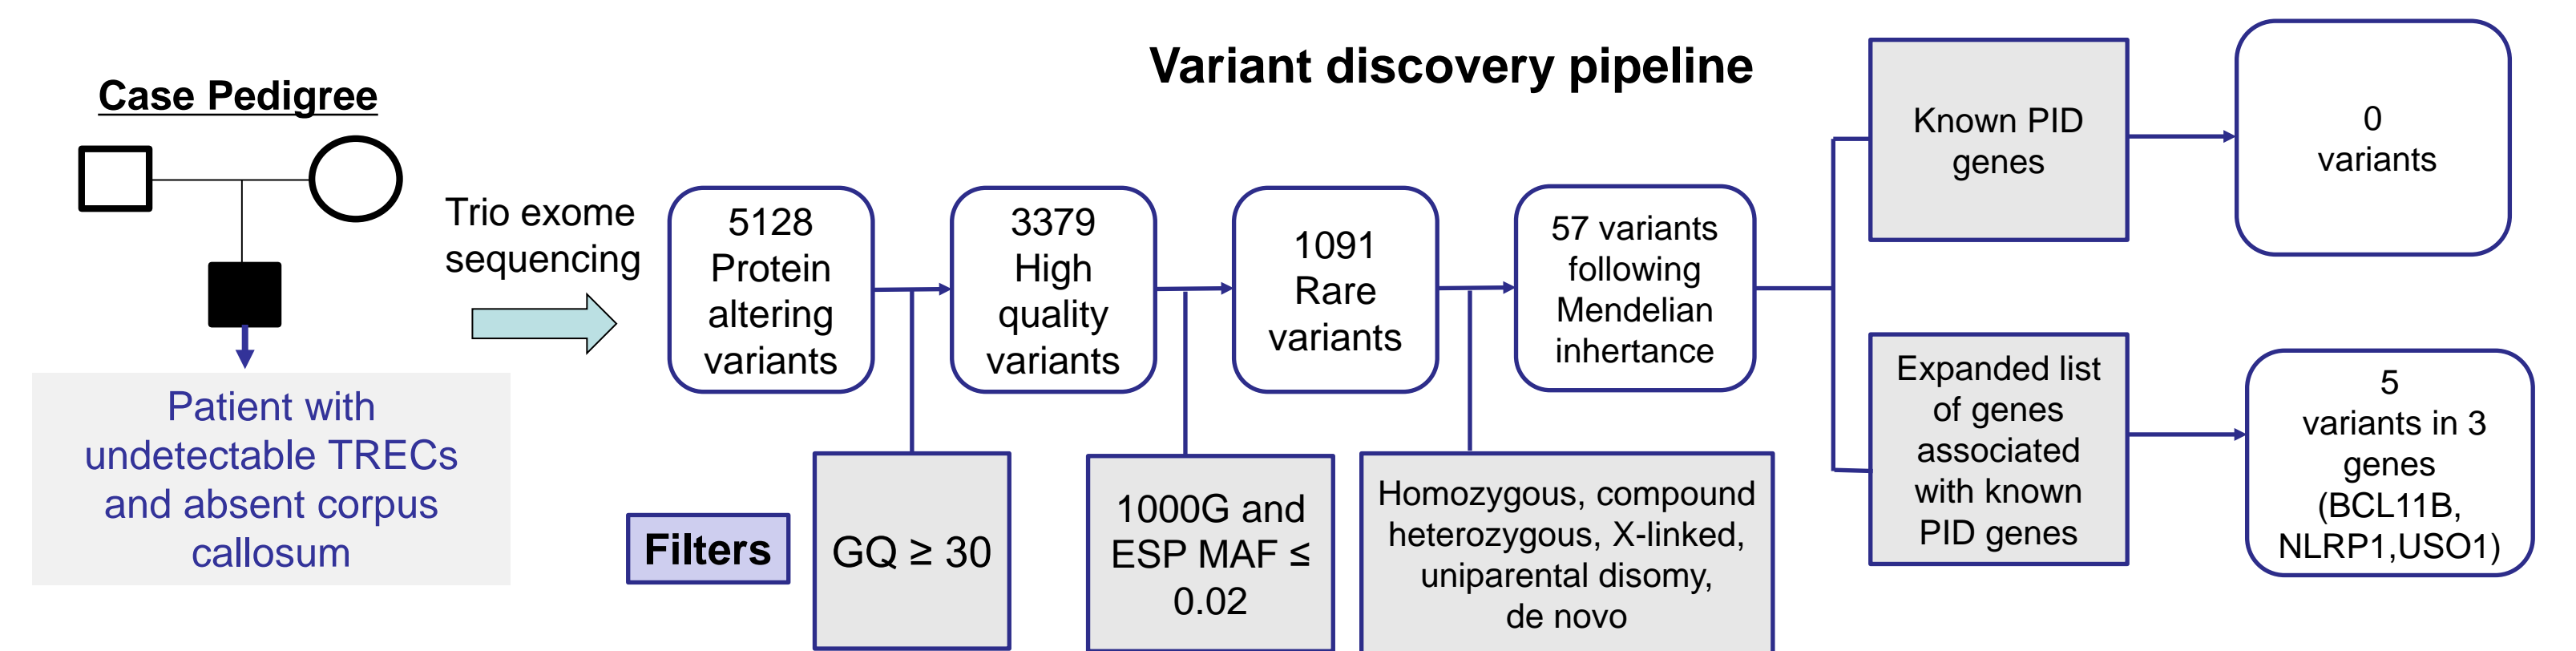 Variant discovery pipeline
Case Pedigree
Patient with
undetectable TRECs
and absent corpus
callosum
Trio exome
sequencing
5128
Protein
altering
variants
3379
High
quality
variants
1091
Rare
variants
57 variants
following
Mendelian
inhertance
Filters
GQ ≥ 30
1000G and
ESP MAF ≤
0.02
Homozygous, compound
heterozygous, X-linked,
uniparental disomy,
de novo
Known PID
genes
0
variants
Expanded list
of genes
associated
with known
PID genes
5
variants in 3
genes
(BCL11B,
NLRP1,USO1)